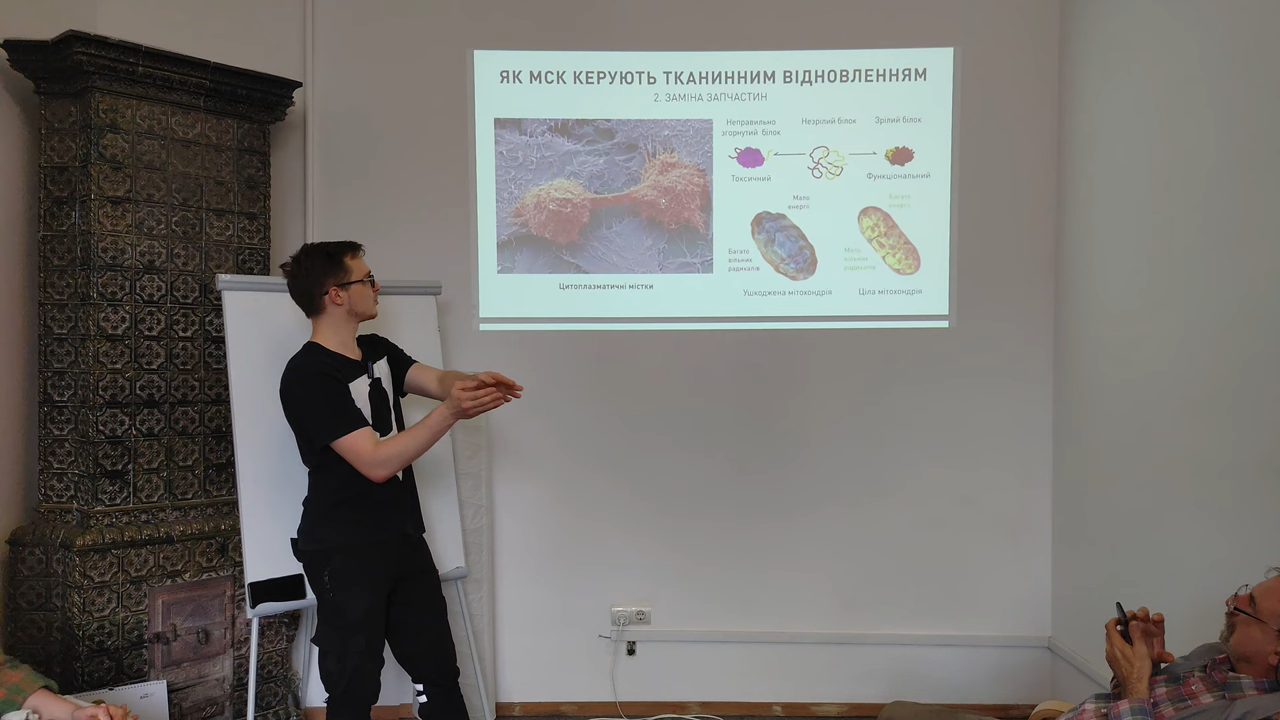 ЯК МСК КЕРУЮТЬ ТКАНИННИМ ВІДНОВЛЕННЯМ
2. ЗАМІНА ЗАПЧАСТИН
Неправильно
згорнутий білок
Незрілий білок
Зрілий білок
Токсичний
Функціональний
Мало
енергії
Багато
енергії
Багато
вільних
радикалів
Мало
вільних
радикалів
Цитоплазматичні містки
Ушкоджена мітохондрія
Ціла мітохондрія